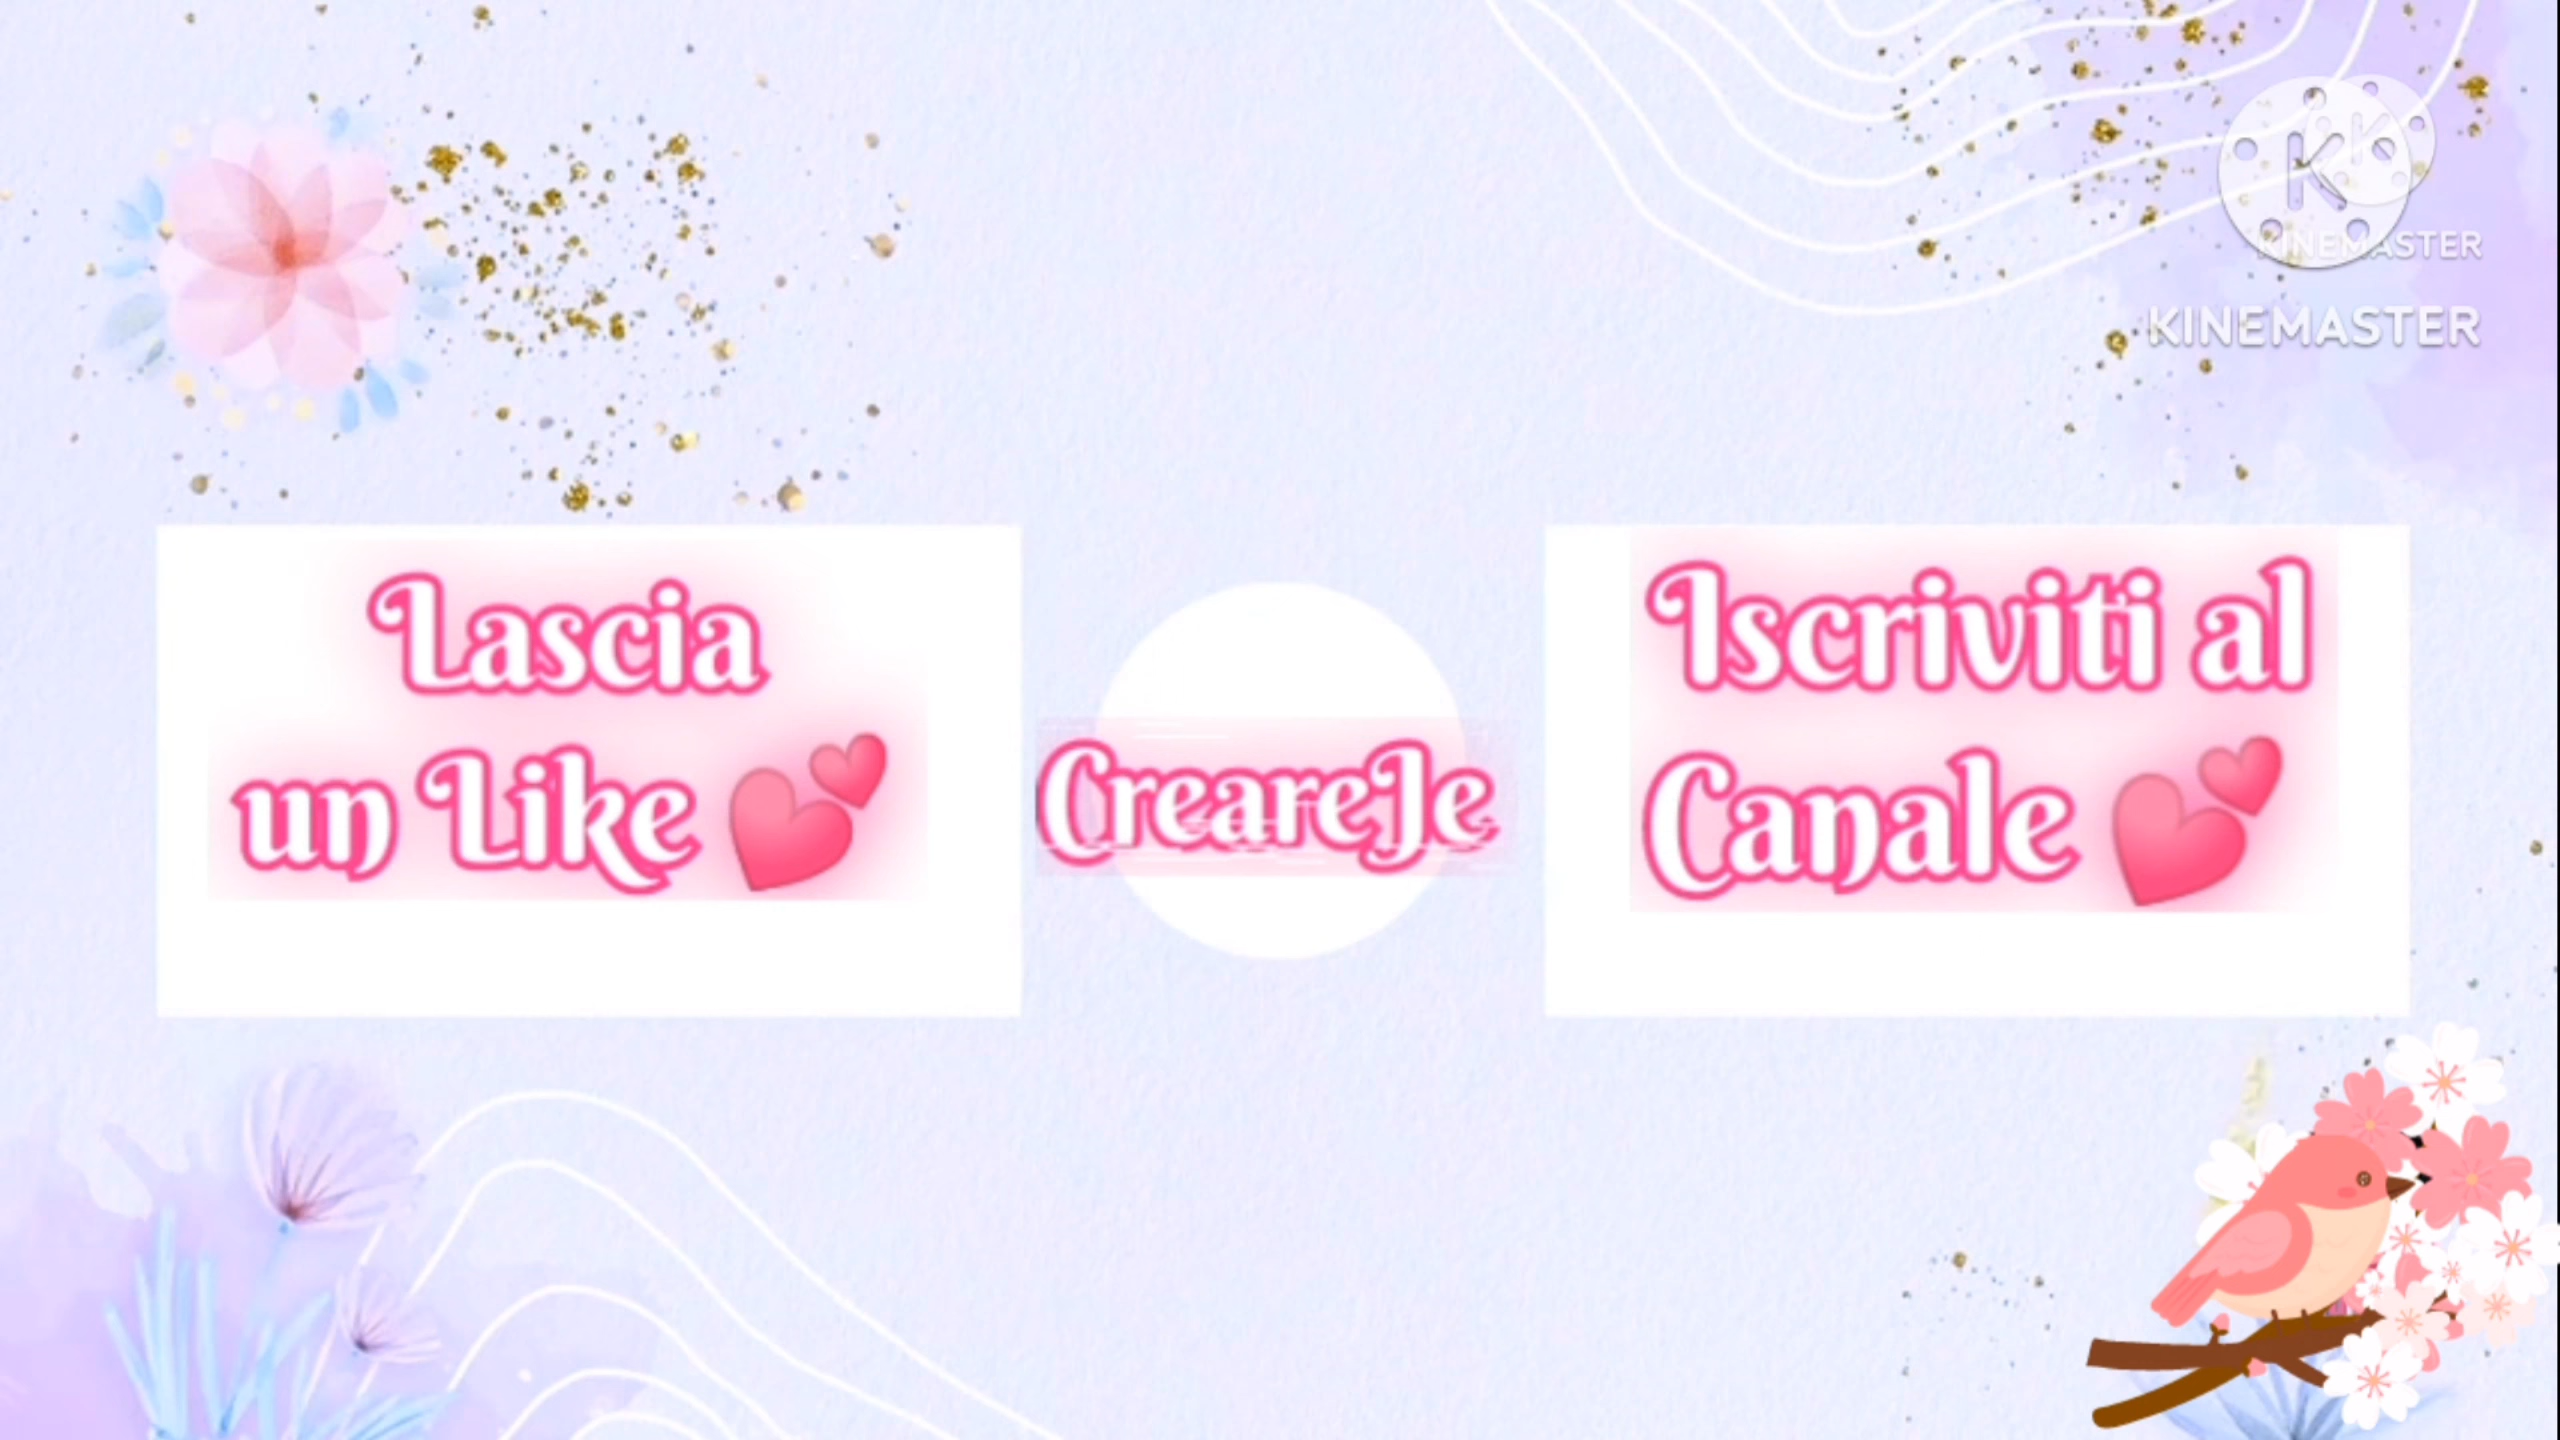 KINEMASTER
KINEMASTER
Lascia
un Like 💕
CreareJe
Iscriviti al
Canale 💕